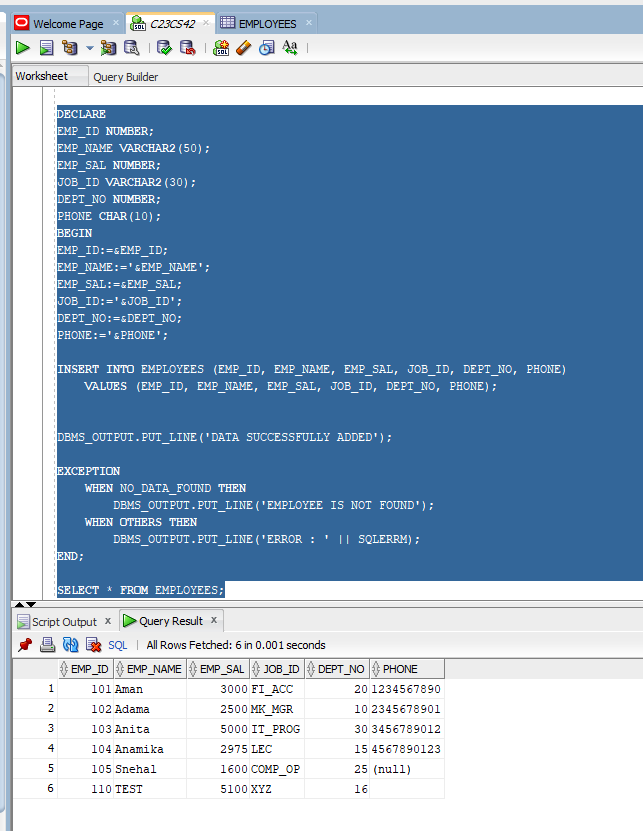 Welcome Page × C23CS42 × EMPLOYEES ×
SQL Aa
Worksheet Query Builder
DECLARE
EMP_ID NUMBER;
EMP_NAME VARCHAR2(50);
EMP_SAL NUMBER;
JOB_ID VARCHAR2(30);
DEPT_NO NUMBER;
PHONE CHAR(10);
BEGIN
EMP_ID:=&EMP_ID;
EMP_NAME:='&EMP_NAME';
EMP_SAL:=&EMP_SAL;
JOB_ID:='&JOB_ID';
DEPT_NO:=&DEPT_NO;
PHONE:='&PHONE';
INSERT INTO EMPLOYEES (EMP_ID, EMP_NAME, EMP_SAL, JOB_ID, DEPT_NO, PHONE)
VALUES (EMP_ID, EMP_NAME, EMP_SAL, JOB_ID, DEPT_NO, PHONE);
DBMS_OUTPUT.PUT_LINE('DATA SUCCESSFULLY ADDED');
EXCEPTION
WHEN NO_DATA_FOUND THEN
DBMS_OUTPUT.PUT_LINE('EMPLOYEE IS NOT FOUND');
WHEN OTHERS THEN
DBMS_OUTPUT.PUT_LINE('ERROR : ' || SQLERRM);
END;
SELECT * FROM EMPLOYEES;
Script Output × Query Result ×
SQL | All Rows Fetched: 6 in 0.001 seconds
EMP_ID EMP_NAME EMP_SAL JOB_ID DEPT_NO PHONE
1 101 Aman 3000 FI_ACC 20 1234567890
2 102 Adama 2500 MK_MGR 10 2345678901
3 103 Anita 5000 IT_PROG 30 3456789012
4 104 Anamika 2975 LEC 15 4567890123
5 105 Snehal 1600 COMP_OP 25 (null)
6 110 TEST 5100 XYZ 16